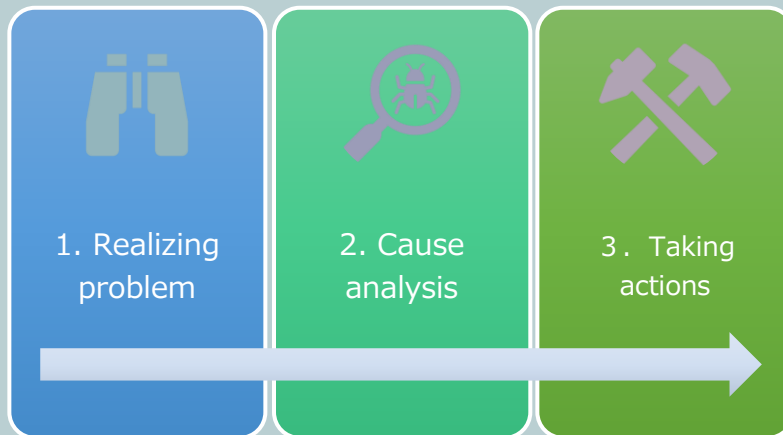 1. Realizing
problem
2. Cause
analysis
3．Taking
actions